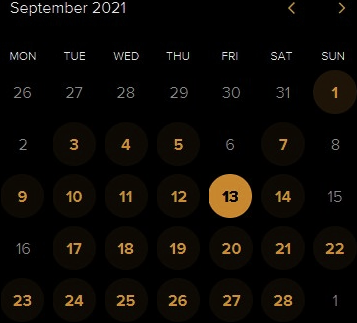 September 2021
MON TUE WED THU FRI SAT SUN
26 27 28 29 30 31 1
2 3 4 5 6 7 8
9 10 11 12 13 14 15
16 17 18 19 20 21 22
23 24 25 26 27 28 1